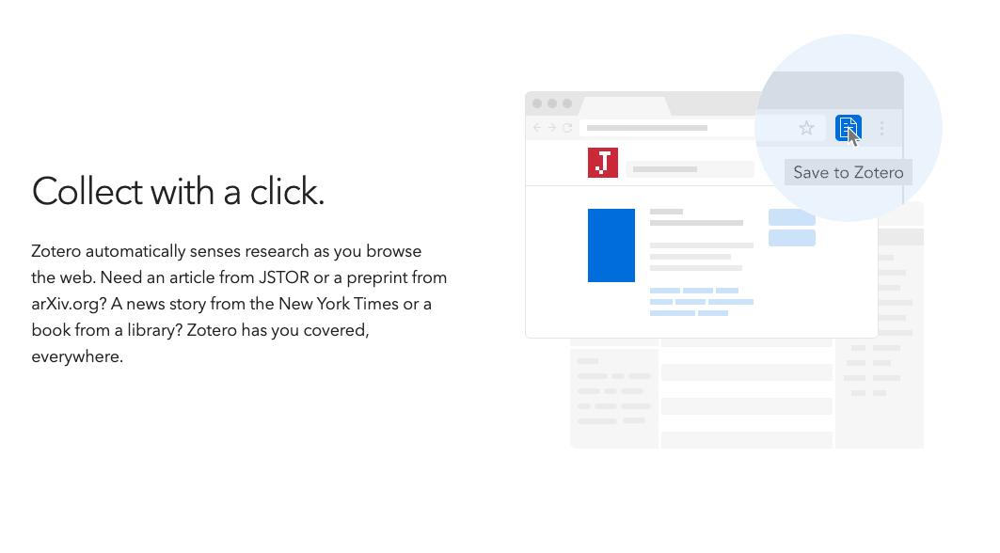 Collect with a click.
Zotero automatically senses research as you browse
the web. Need an article from JSTOR or a preprint from
arXiv.org? A news story from the New York Times or a
book from a library? Zotero has you covered,
everywhere.
J
Save to Zotero